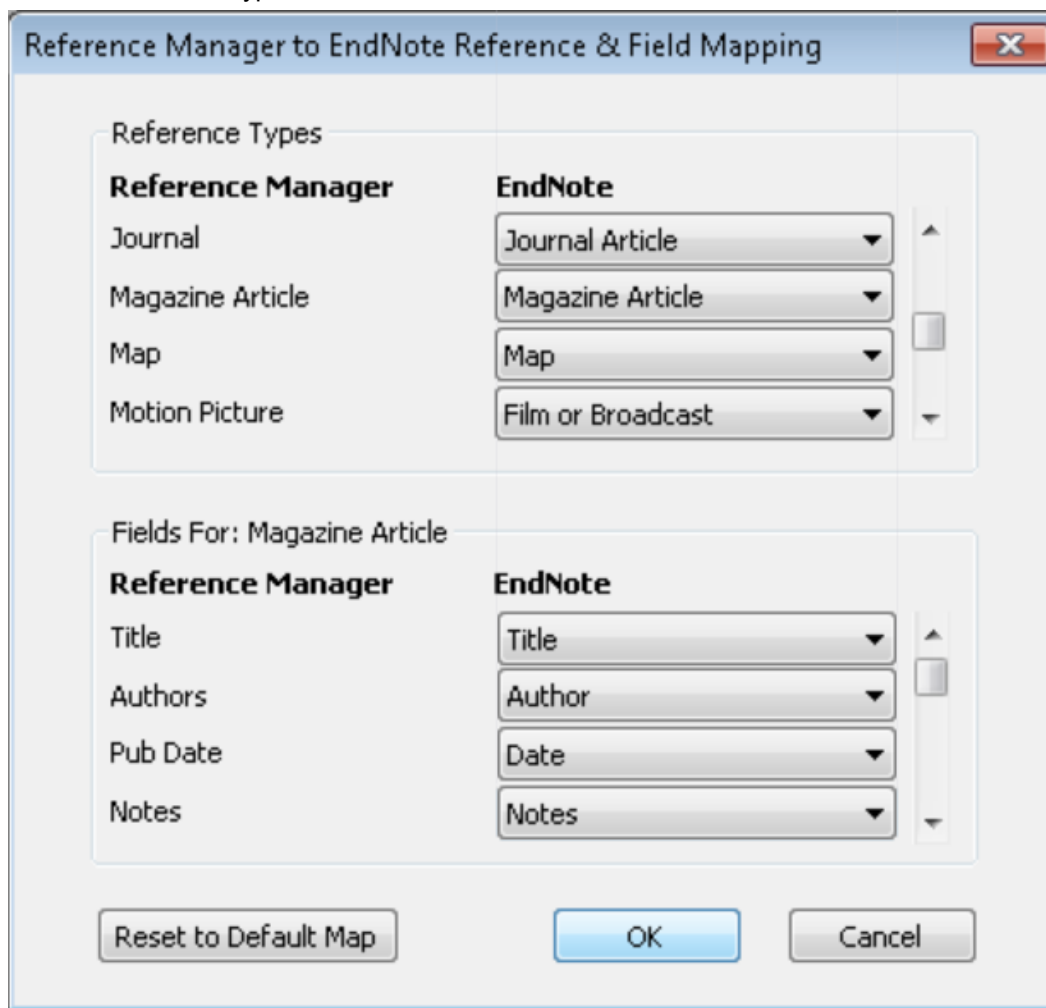 Reference Manager to EndNote Reference & Field Mapping
Reference Types
Reference Manager EndNote
Journal Journal Article
Magazine Article Magazine Article
Map Map
Motion Picture Film or Broadcast
Fields For: Magazine Article
Reference Manager EndNote
Title Title
Authors Author
Pub Date Date
Notes Notes
Reset to Default Map OK Cancel